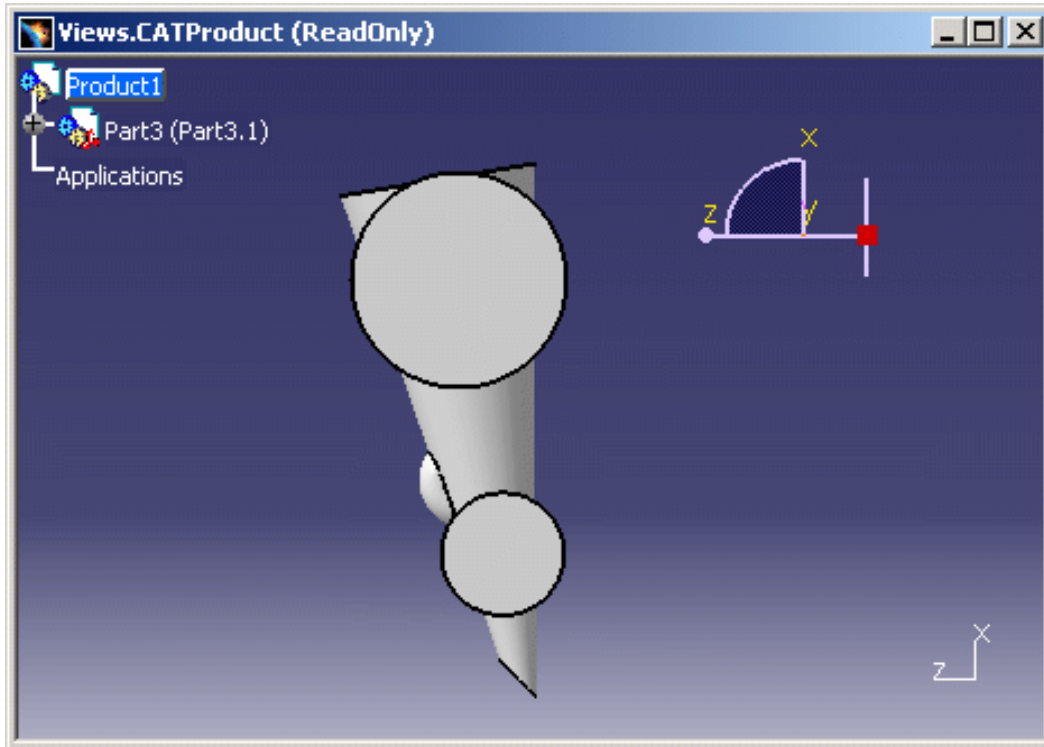 Views.CATProduct (ReadOnly)
Product1
Part3 (Part3.1)
Applications
x
z y
x
z